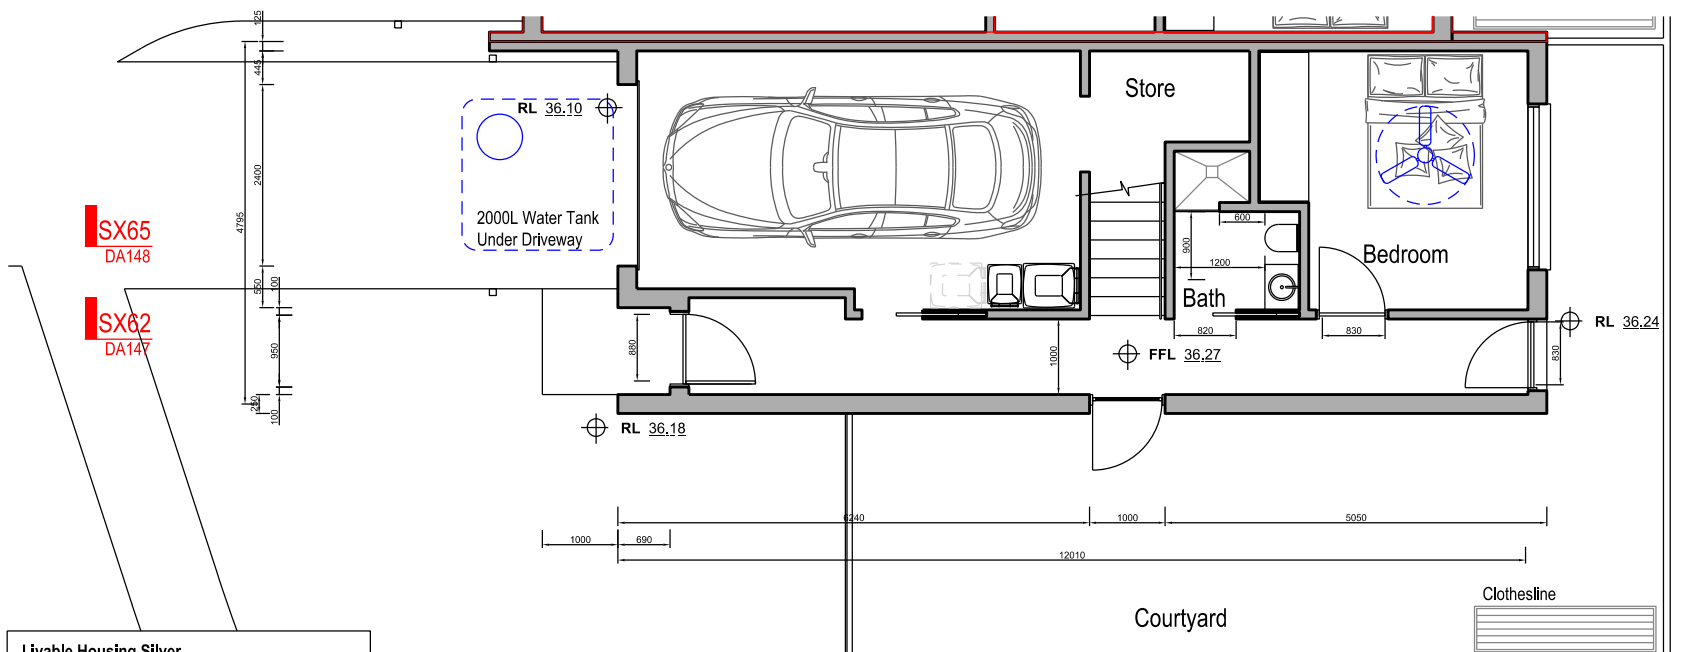 125
445
4795
2400
550
100
950
250
100
SX65
DA148
SX62
DA147
RL 36.10
2000L Water Tank
Under Driveway
Store
Bedroom
Bath
600
900
1200
820
830
880
1000
830
FFL 36.27
RL 36.24
RL 36.18
6240
1000
5050
1000
690
12010
Courtyard
Clothesline
Livable Housing Silver